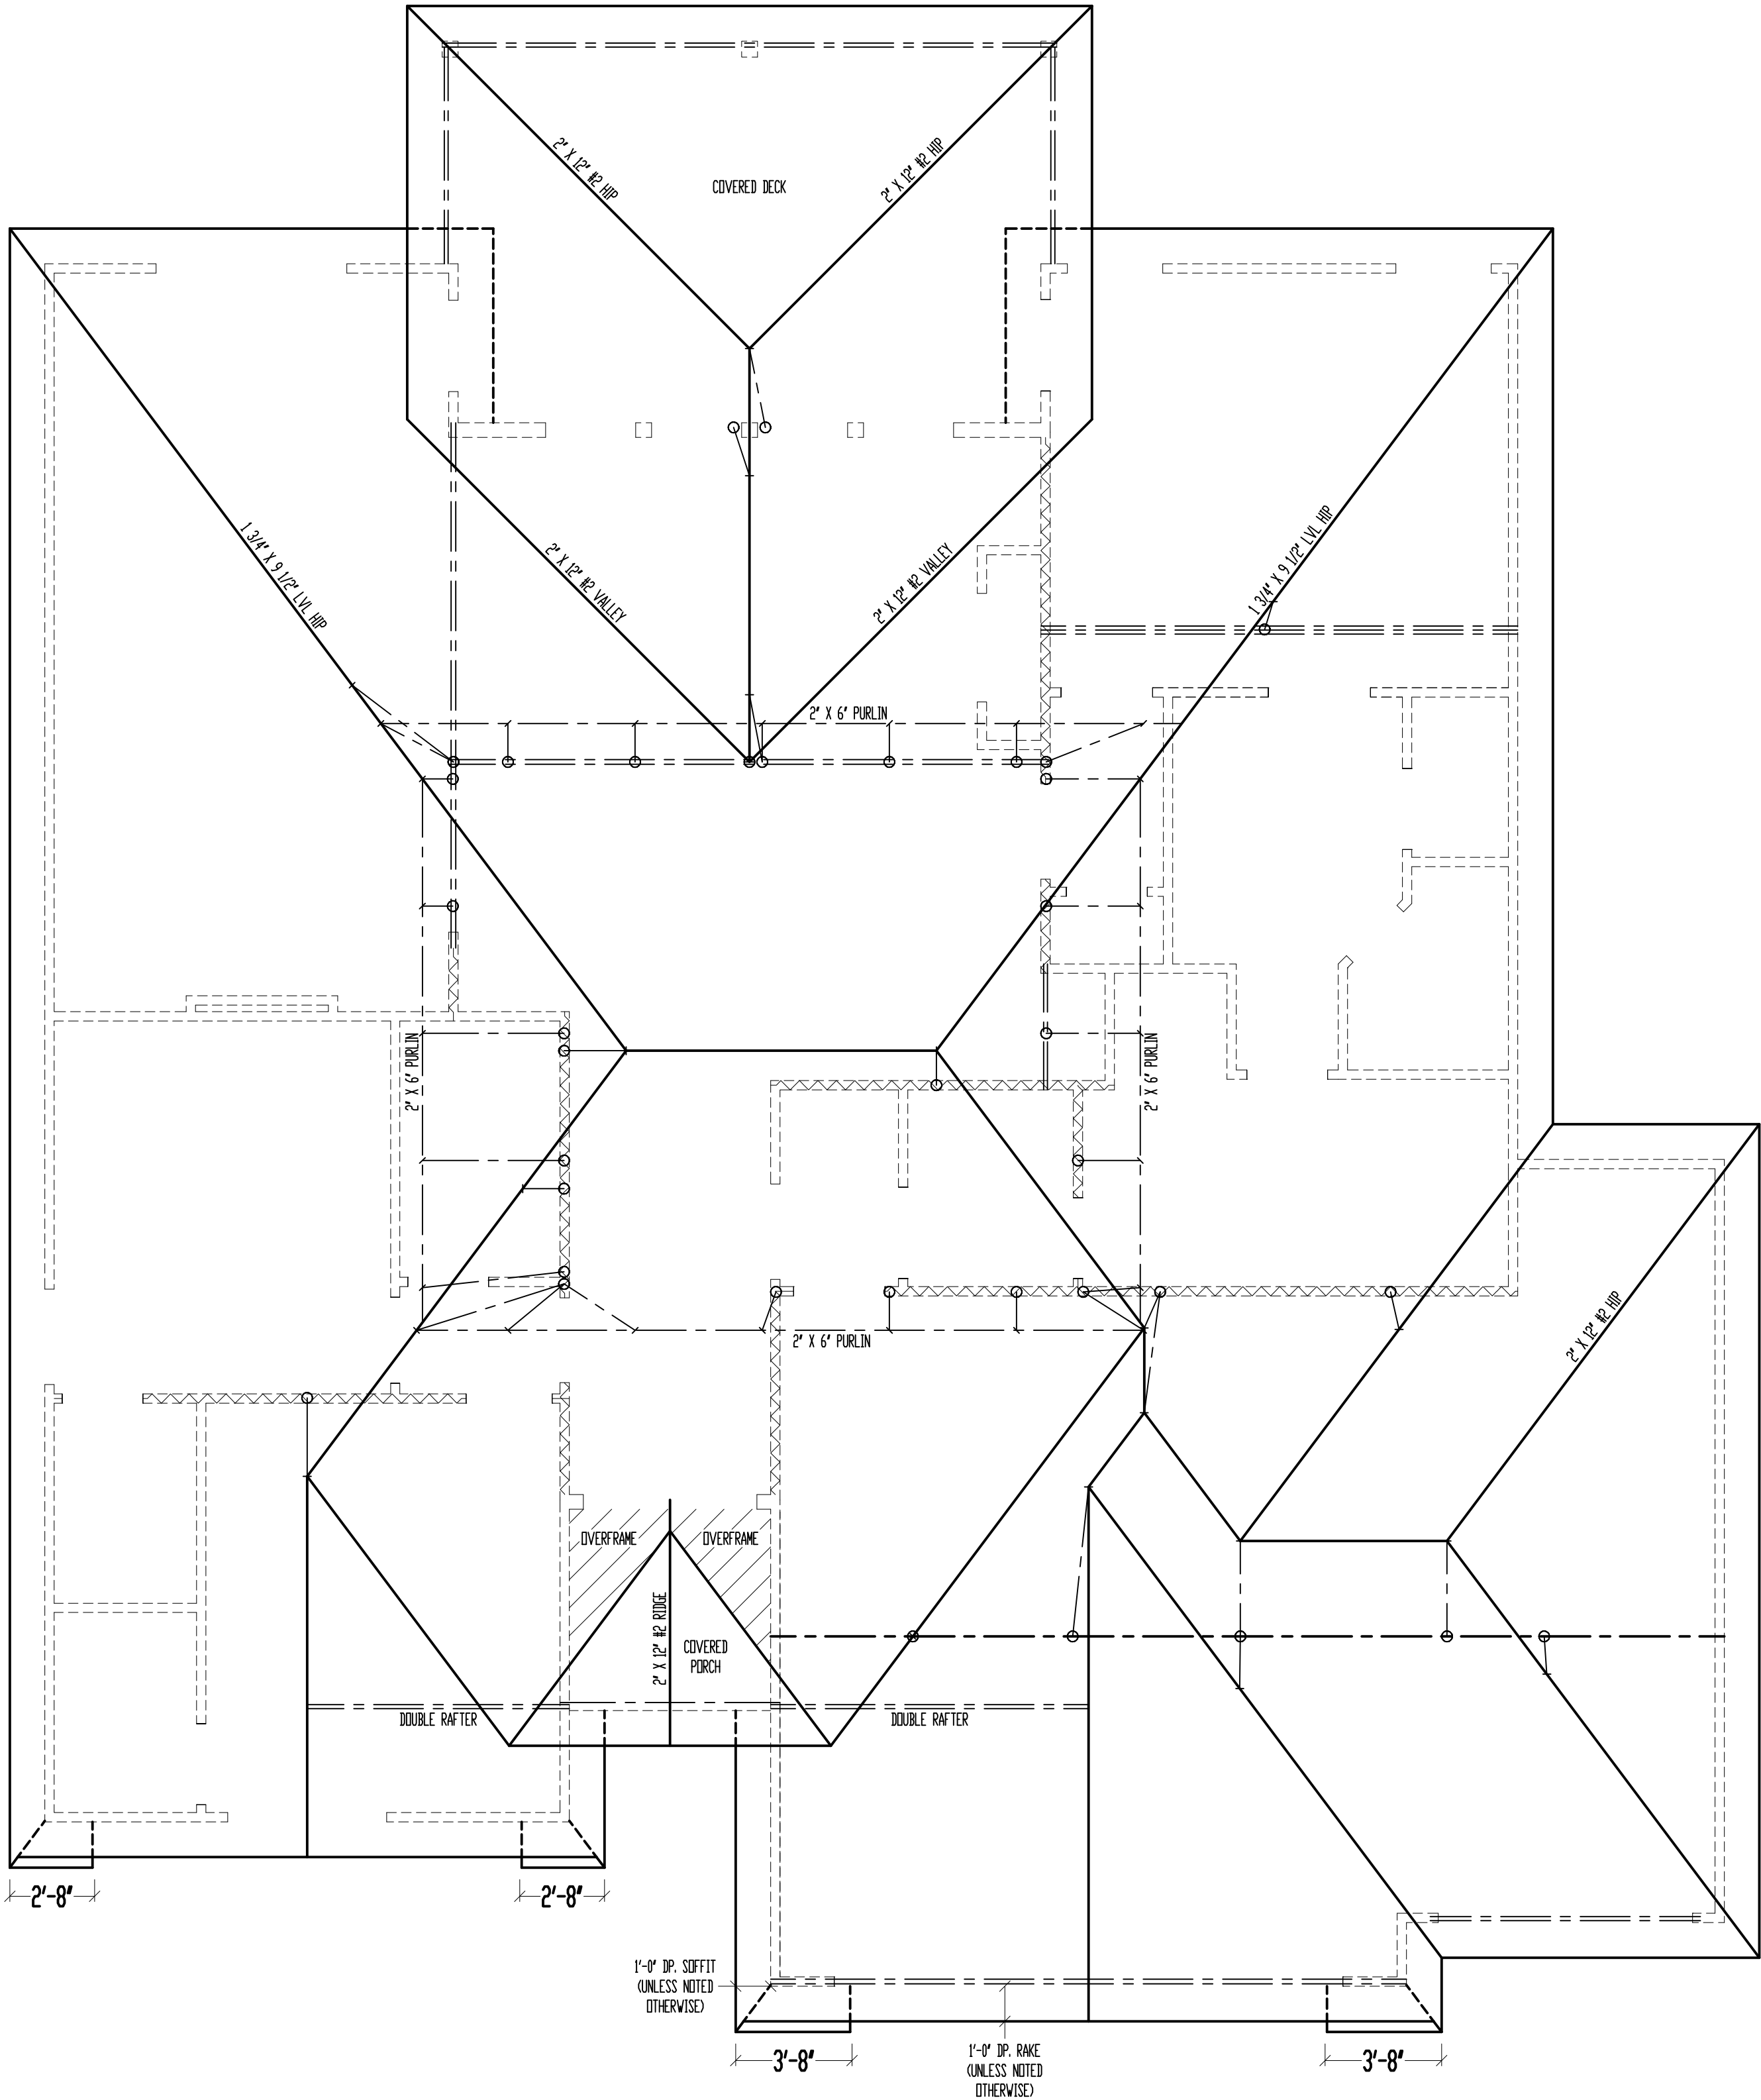 2" X 12" #2 HIP
2" X 12" #2 HIP
COVERED DECK
1 3/4" X 9 1/2" LVL HIP
2" X 12" #2 VALLEY
2" X 12" #2 VALLEY
1 3/4" X 9 1/2" LVL HIP
2" X 6" PURLIN
2" X 6" PURLIN
2" X 6" PURLIN
2" X 6" PURLIN
2" X 12" #2 HIP
OVERFRAME
OVERFRAME
2" X 12" #2 RIDGE
COVERED
PORCH
DOUBLE RAFTER
DOUBLE RAFTER
2'-8"
2'-8"
1'-0" DP. SOFFIT
(UNLESS NOTED
OTHERWISE)
3'-8"
1'-0" DP. RAKE
(UNLESS NOTED
OTHERWISE)
3'-8"